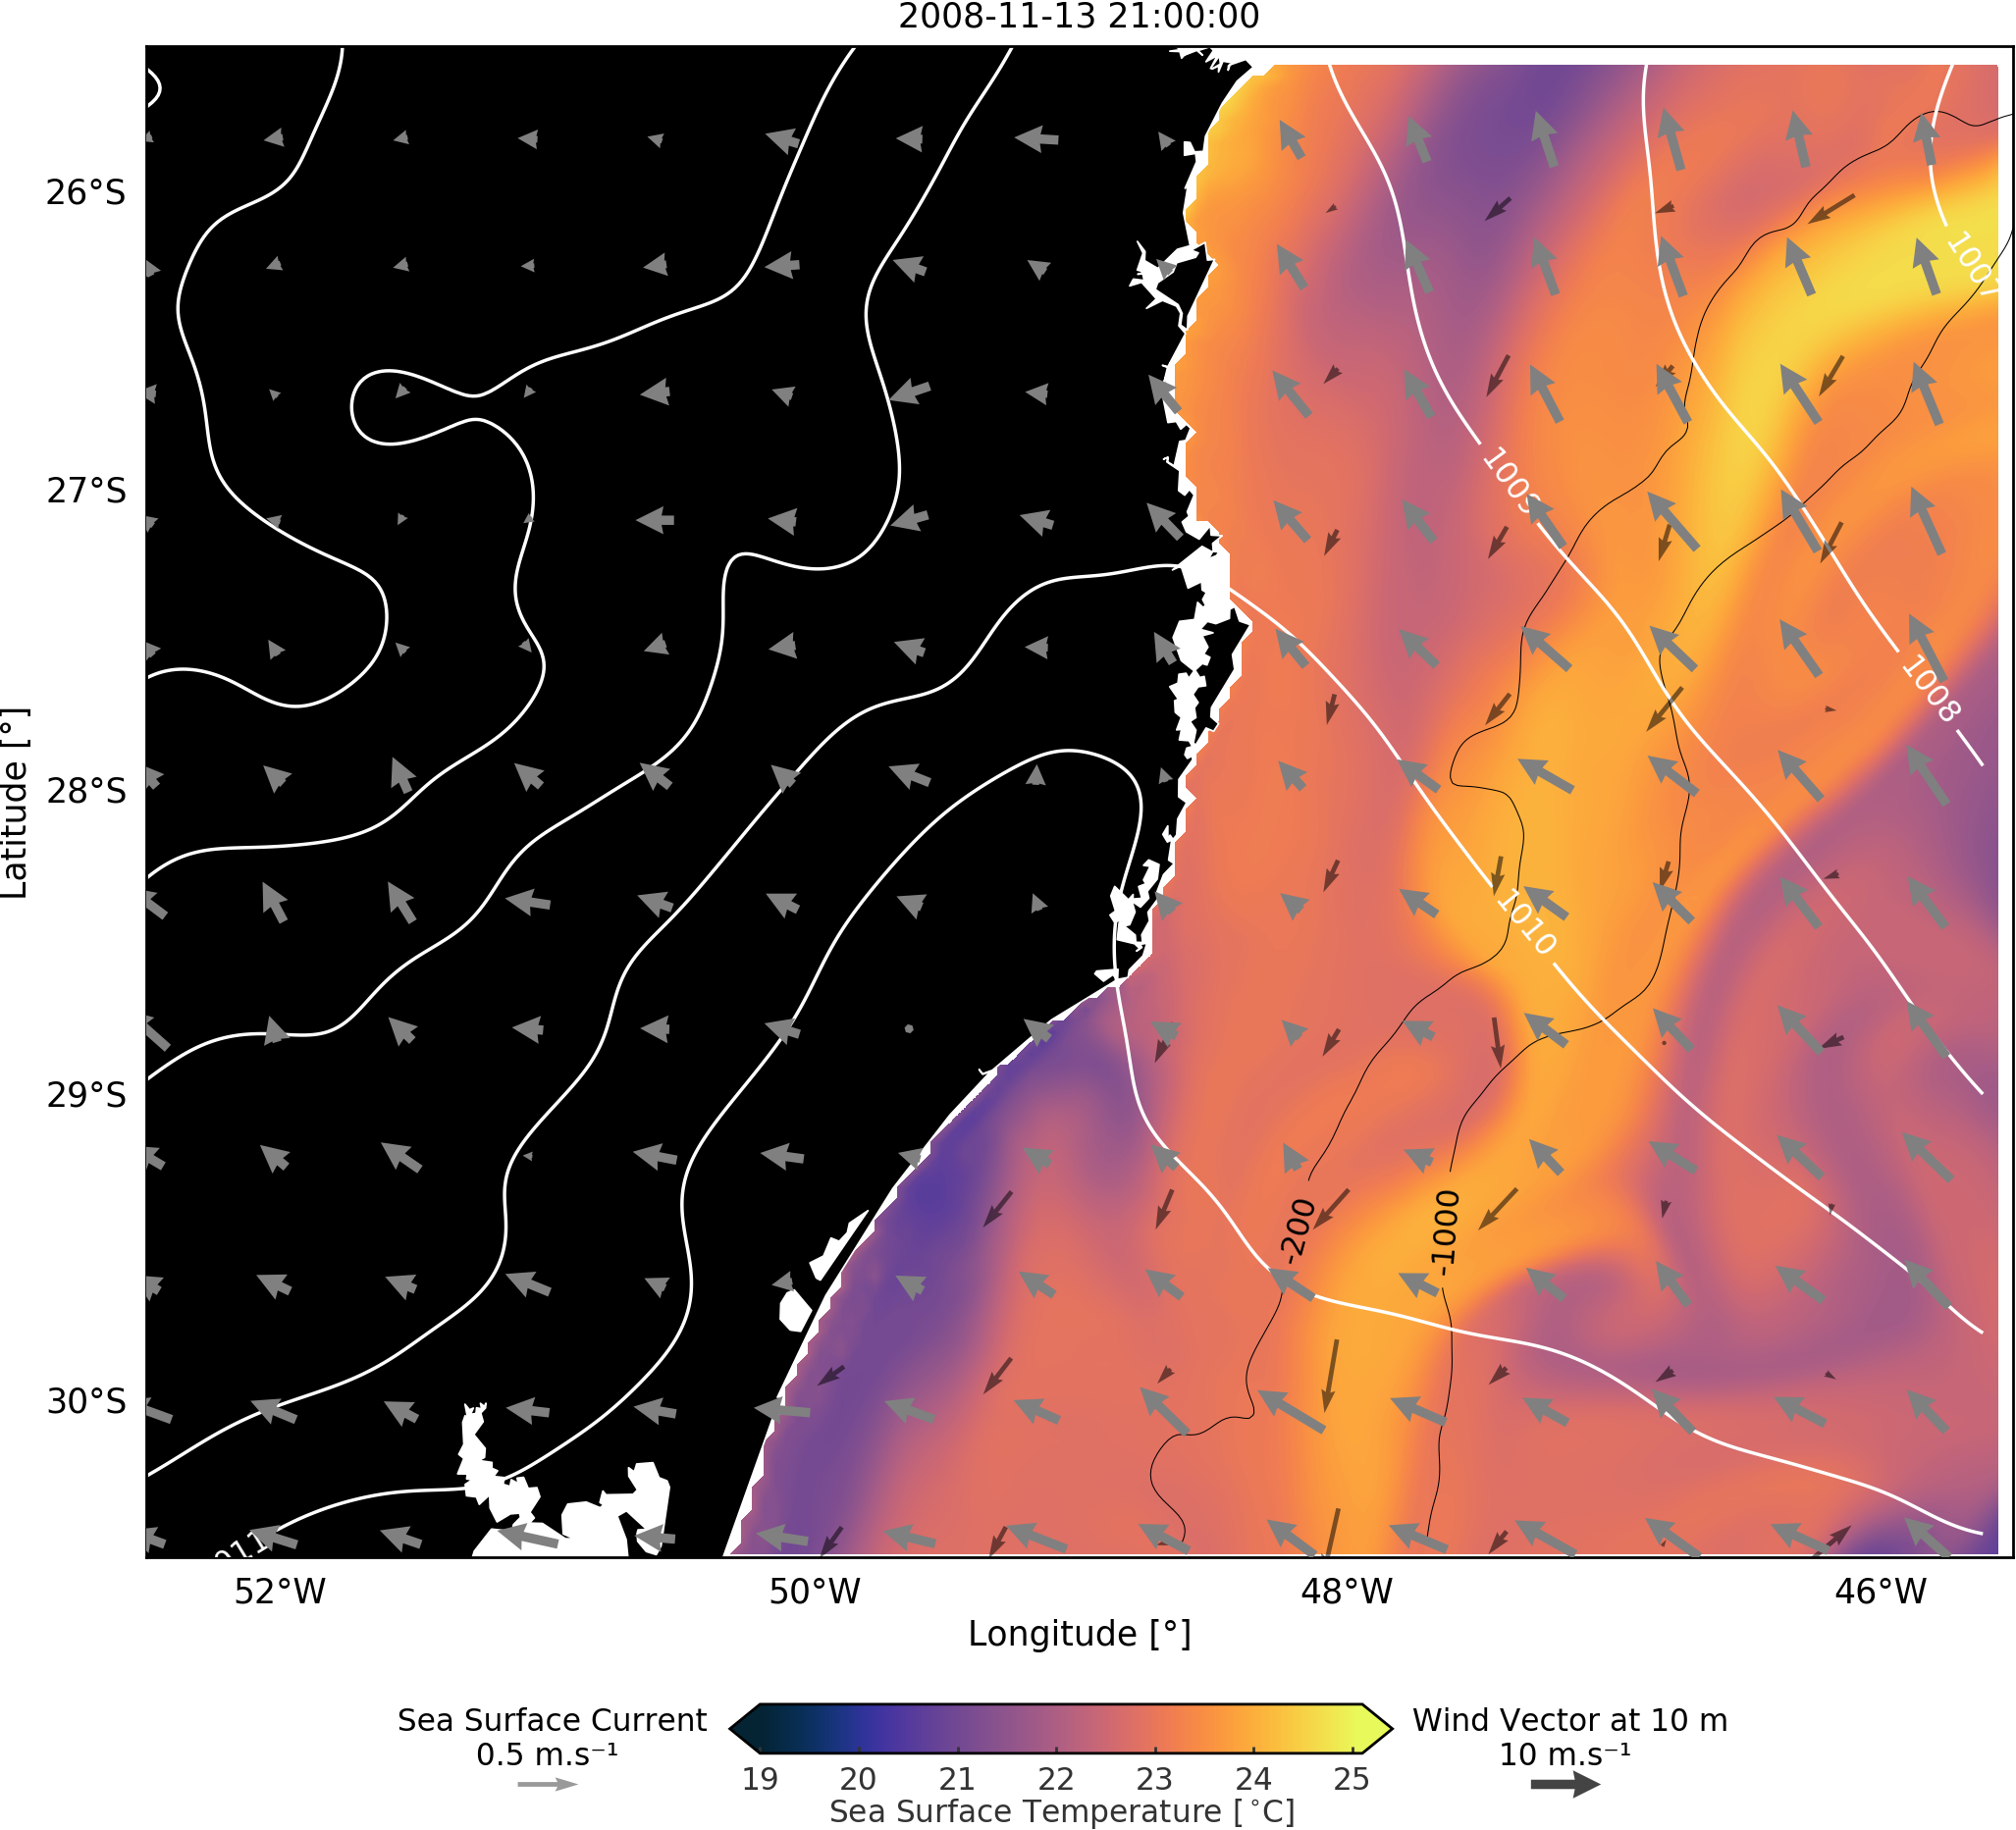 2008-11-13 21:00:00
26°S
27°S
28°S
29°S
30°S
Latitude [°]
1007
1009
1008
1010
-200
-1000
52°W
50°W
48°W
46°W
Longitude [°]
Sea Surface Current
0.5 m.s⁻¹
19 20 21 22 23 24 25
Sea Surface Temperature [°C]
Wind Vector at 10 m
10 m.s⁻¹